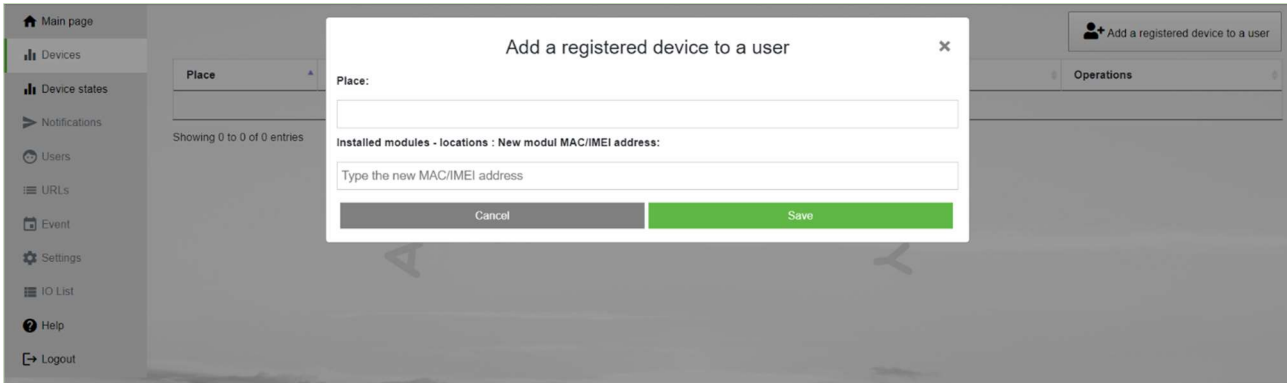 Main page
Devices
Device states
Notifications
Users
URLs
Event
Settings
IO List
Help
Logout
Add a registered device to a user
Place
Operations
Showing 0 to 0 of 0 entries
Add a registered device to a user
×
Place:
Installed modules - locations : New modul MAC/IMEI address:
Type the new MAC/IMEI address
Cancel
Save
A
Y